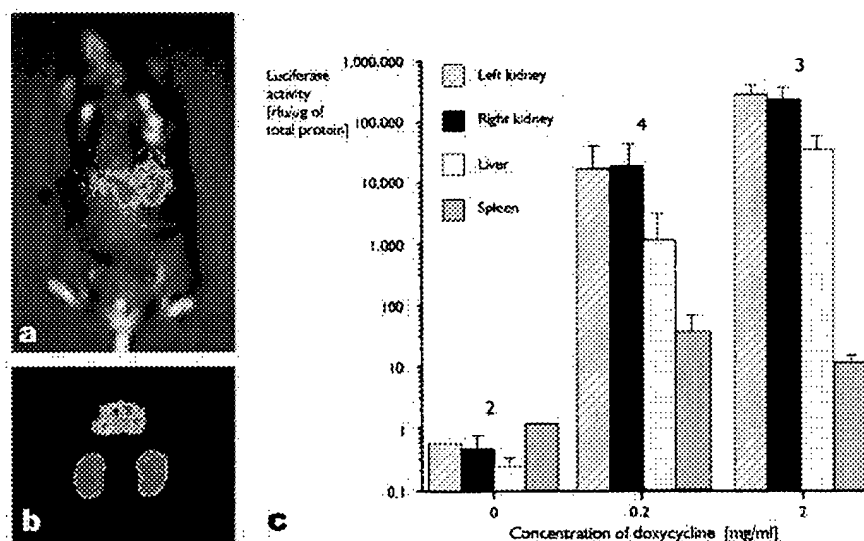 a
b
c
Luciferase
activity
[rlu/µg of
total protein]
1,000,000
100,000
10,000
1,000
100
10
1
0.1
Left kidney
Right kidney
Liver
Spleen
2
4
3
0
0.2
2
Concentration of doxycycline [mg/ml]